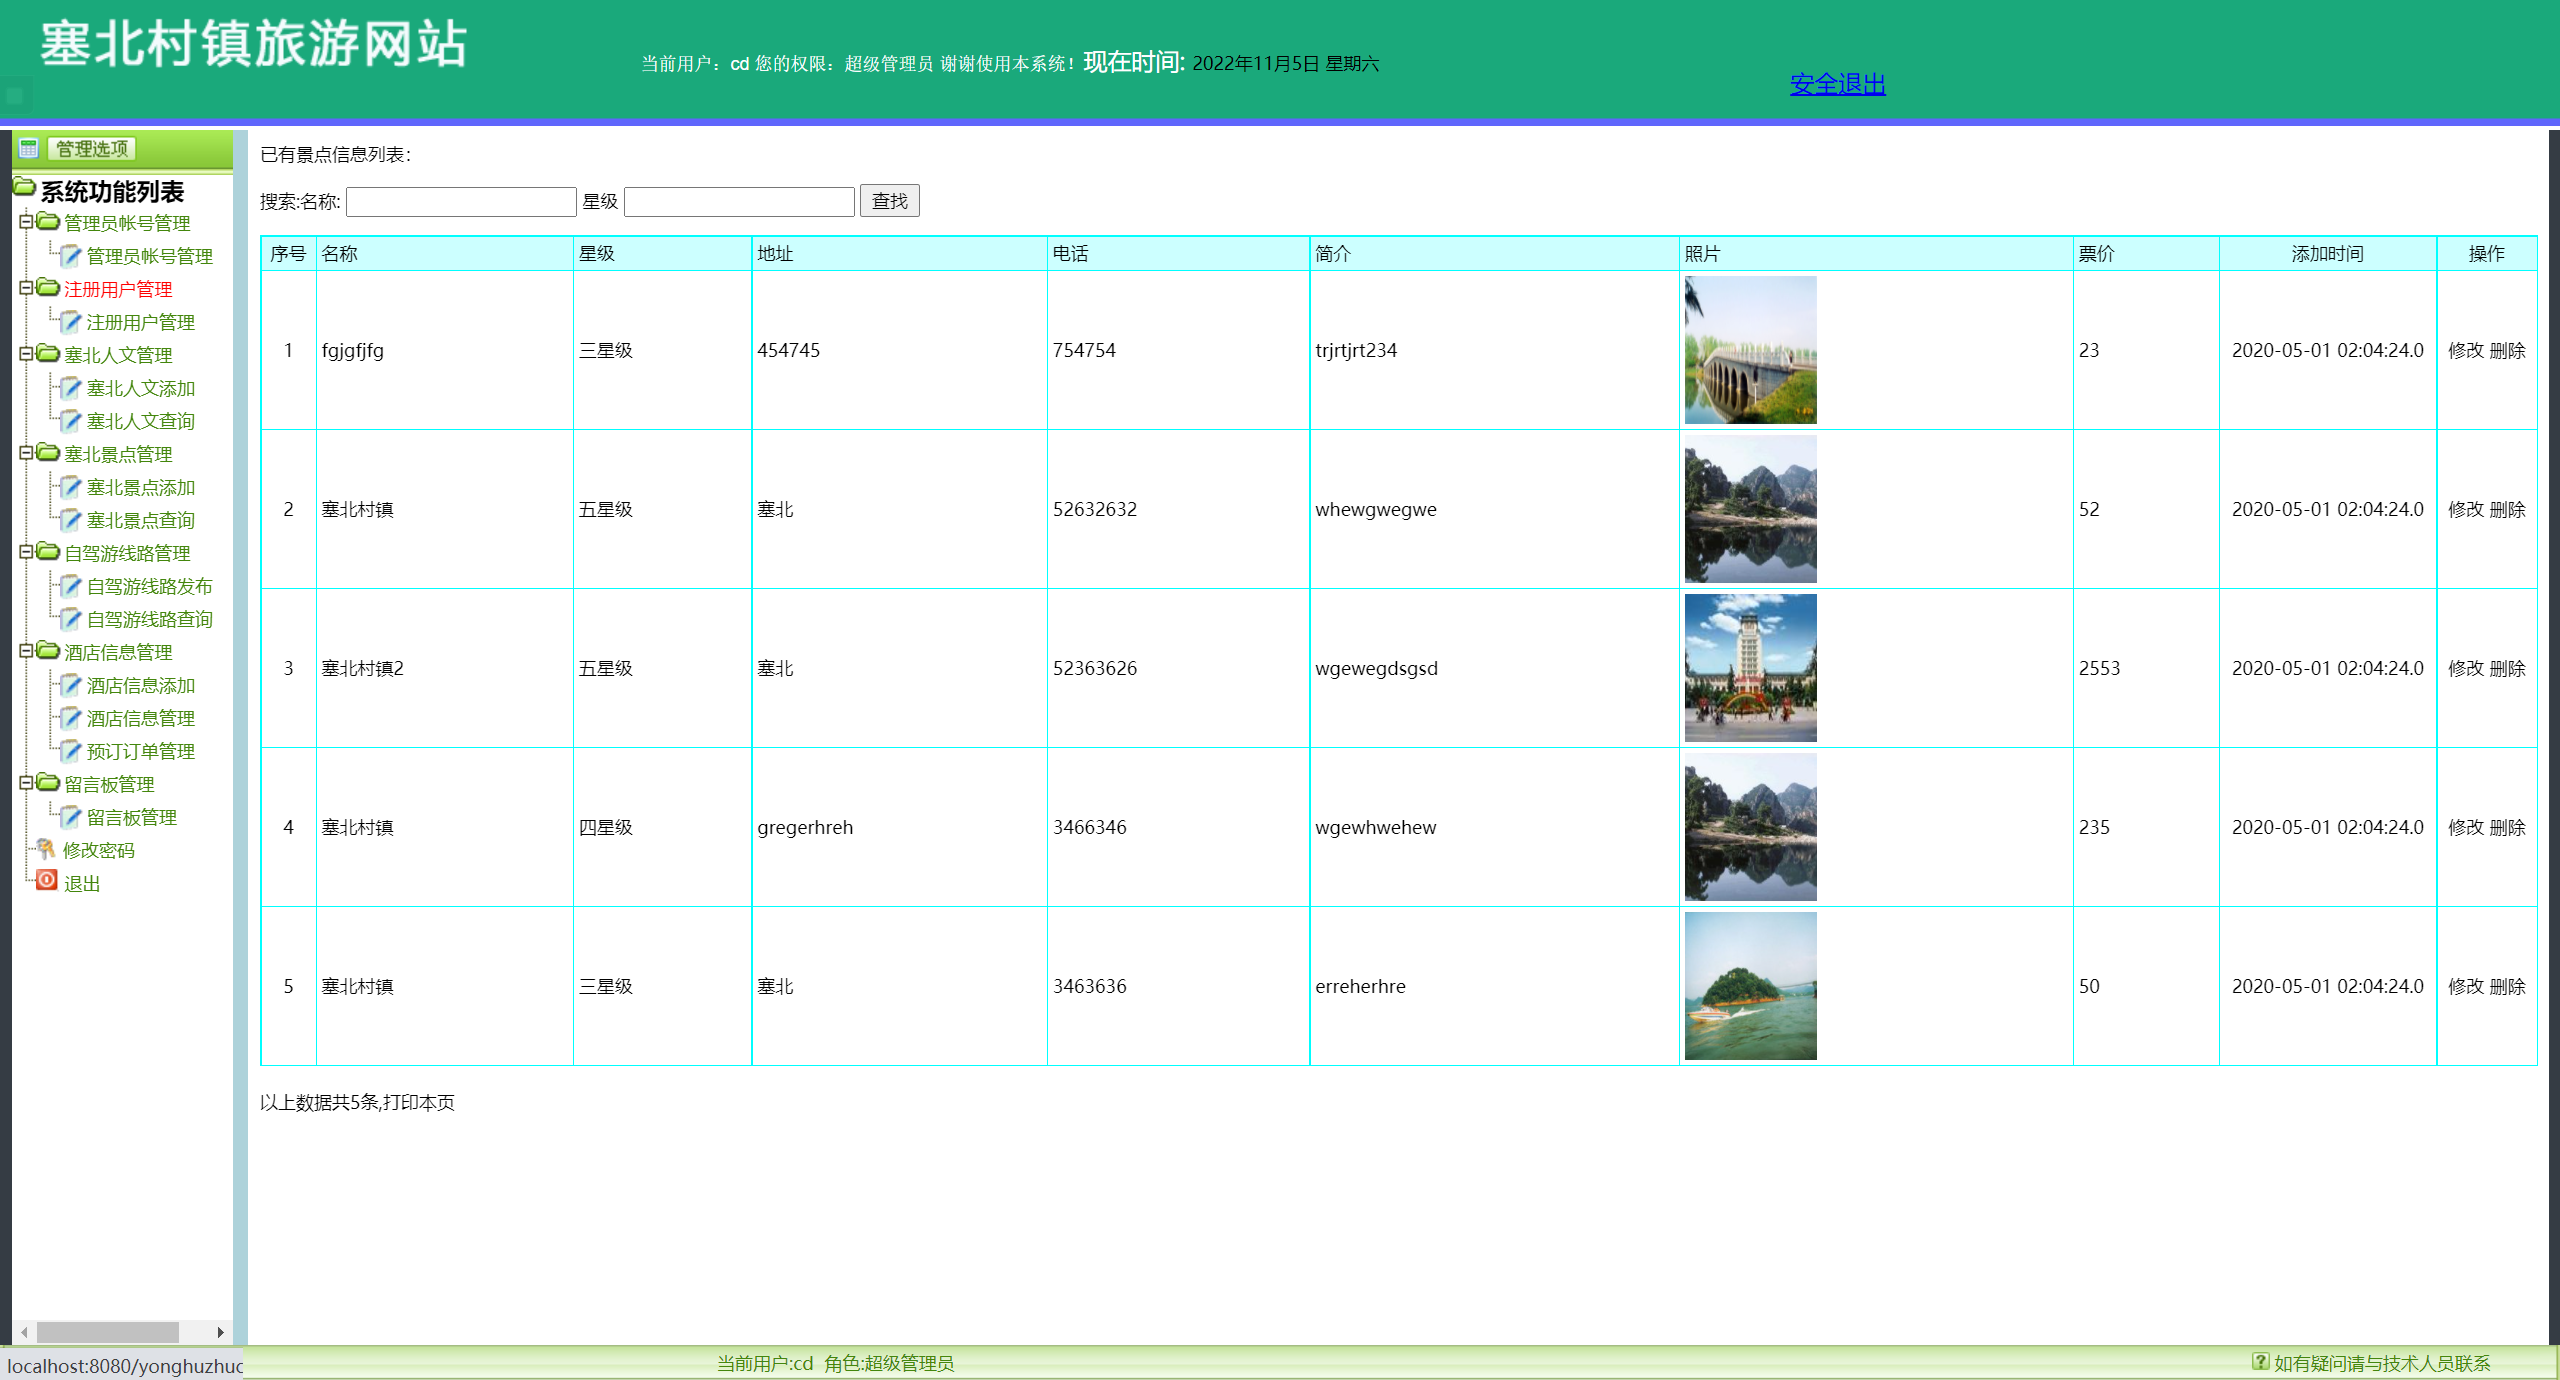 塞北村镇旅游网站
当前用户：cd 您的权限：超级管理员 谢谢使用本系统！现在时间: 2022年11月5日 星期六
安全退出
管理选项
系统功能列表
管理员帐号管理
管理员帐号管理
注册用户管理
注册用户管理
塞北人文管理
塞北人文添加
塞北人文查询
塞北景点管理
塞北景点添加
塞北景点查询
自驾游线路管理
自驾游线路发布
自驾游线路查询
酒店信息管理
酒店信息添加
酒店信息管理
预订订单管理
留言板管理
留言板管理
修改密码
退出
已有景点信息列表：
搜索:名称: 星级 查找
序号 名称 星级 地址 电话 简介 照片 票价 添加时间 操作
1 fgjgfjfg 三星级 454745 754754 trjrtjrt234 23 2020-05-01 02:04:24.0 修改 删除
2 塞北村镇 五星级 塞北 52632632 whewgwegwe 52 2020-05-01 02:04:24.0 修改 删除
3 塞北村镇2 五星级 塞北 52363626 wgewegdsgsd 2553 2020-05-01 02:04:24.0 修改 删除
4 塞北村镇 四星级 gregerhreh 3466346 wgewhwehew 235 2020-05-01 02:04:24.0 修改 删除
5 塞北村镇 三星级 塞北 3463636 erreherhre 50 2020-05-01 02:04:24.0 修改 删除
以上数据共5条,打印本页
localhost:8080/yonghuzhuc
当前用户:cd 角色:超级管理员
如有疑问请与技术人员联系